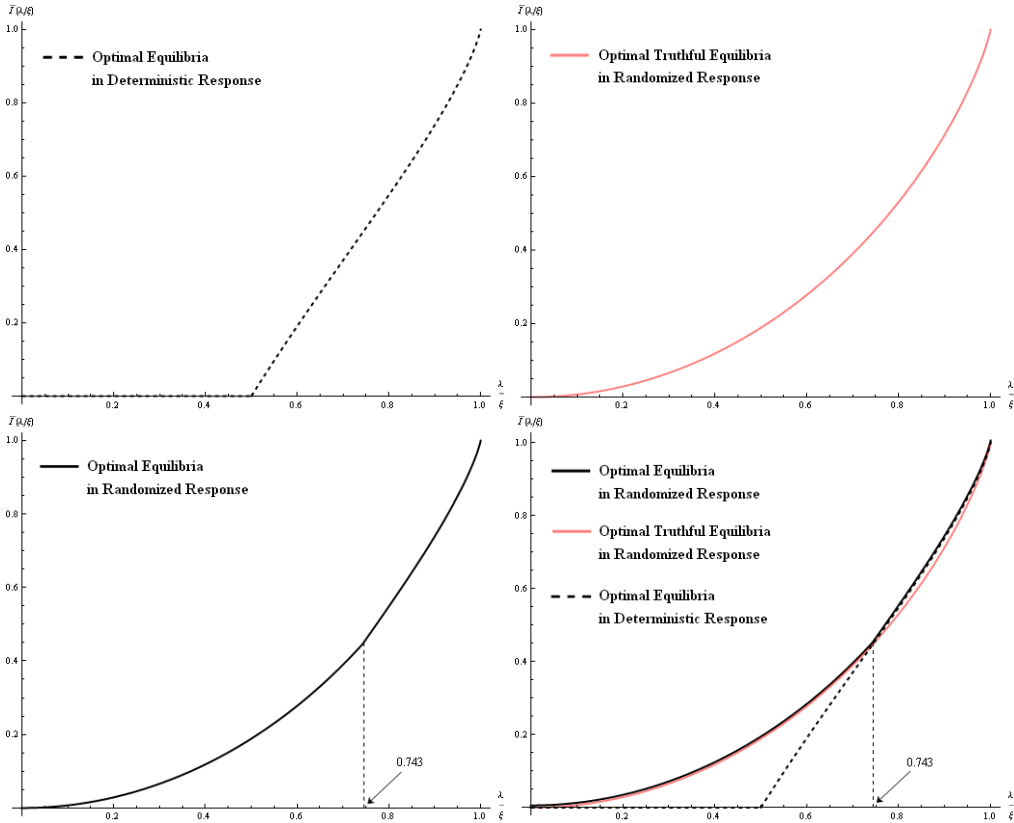 Ī(λ/ξ)
1.0
Optimal Equilibria
in Deterministic Response
0.8
0.6
0.4
0.2
0.2 0.4 0.6 0.8 1.0
λ
ξ
Ī(λ/ξ)
1.0
Optimal Truthful Equilibria
in Randomized Response
0.8
0.6
0.4
0.2
0.2 0.4 0.6 0.8 1.0
λ
ξ
Ī(λ/ξ)
1.0
Optimal Equilibria
in Randomized Response
0.8
0.6
0.4
0.2
0.743
0.2 0.4 0.6 0.8 1.0
λ
ξ
Ī(λ/ξ)
1.0
Optimal Equilibria
in Randomized Response
0.8
Optimal Truthful Equilibria
in Randomized Response
0.6
Optimal Equilibria
in Deterministic Response
0.4
0.2
0.743
0.2 0.4 0.6 0.8 1.0
λ
ξ